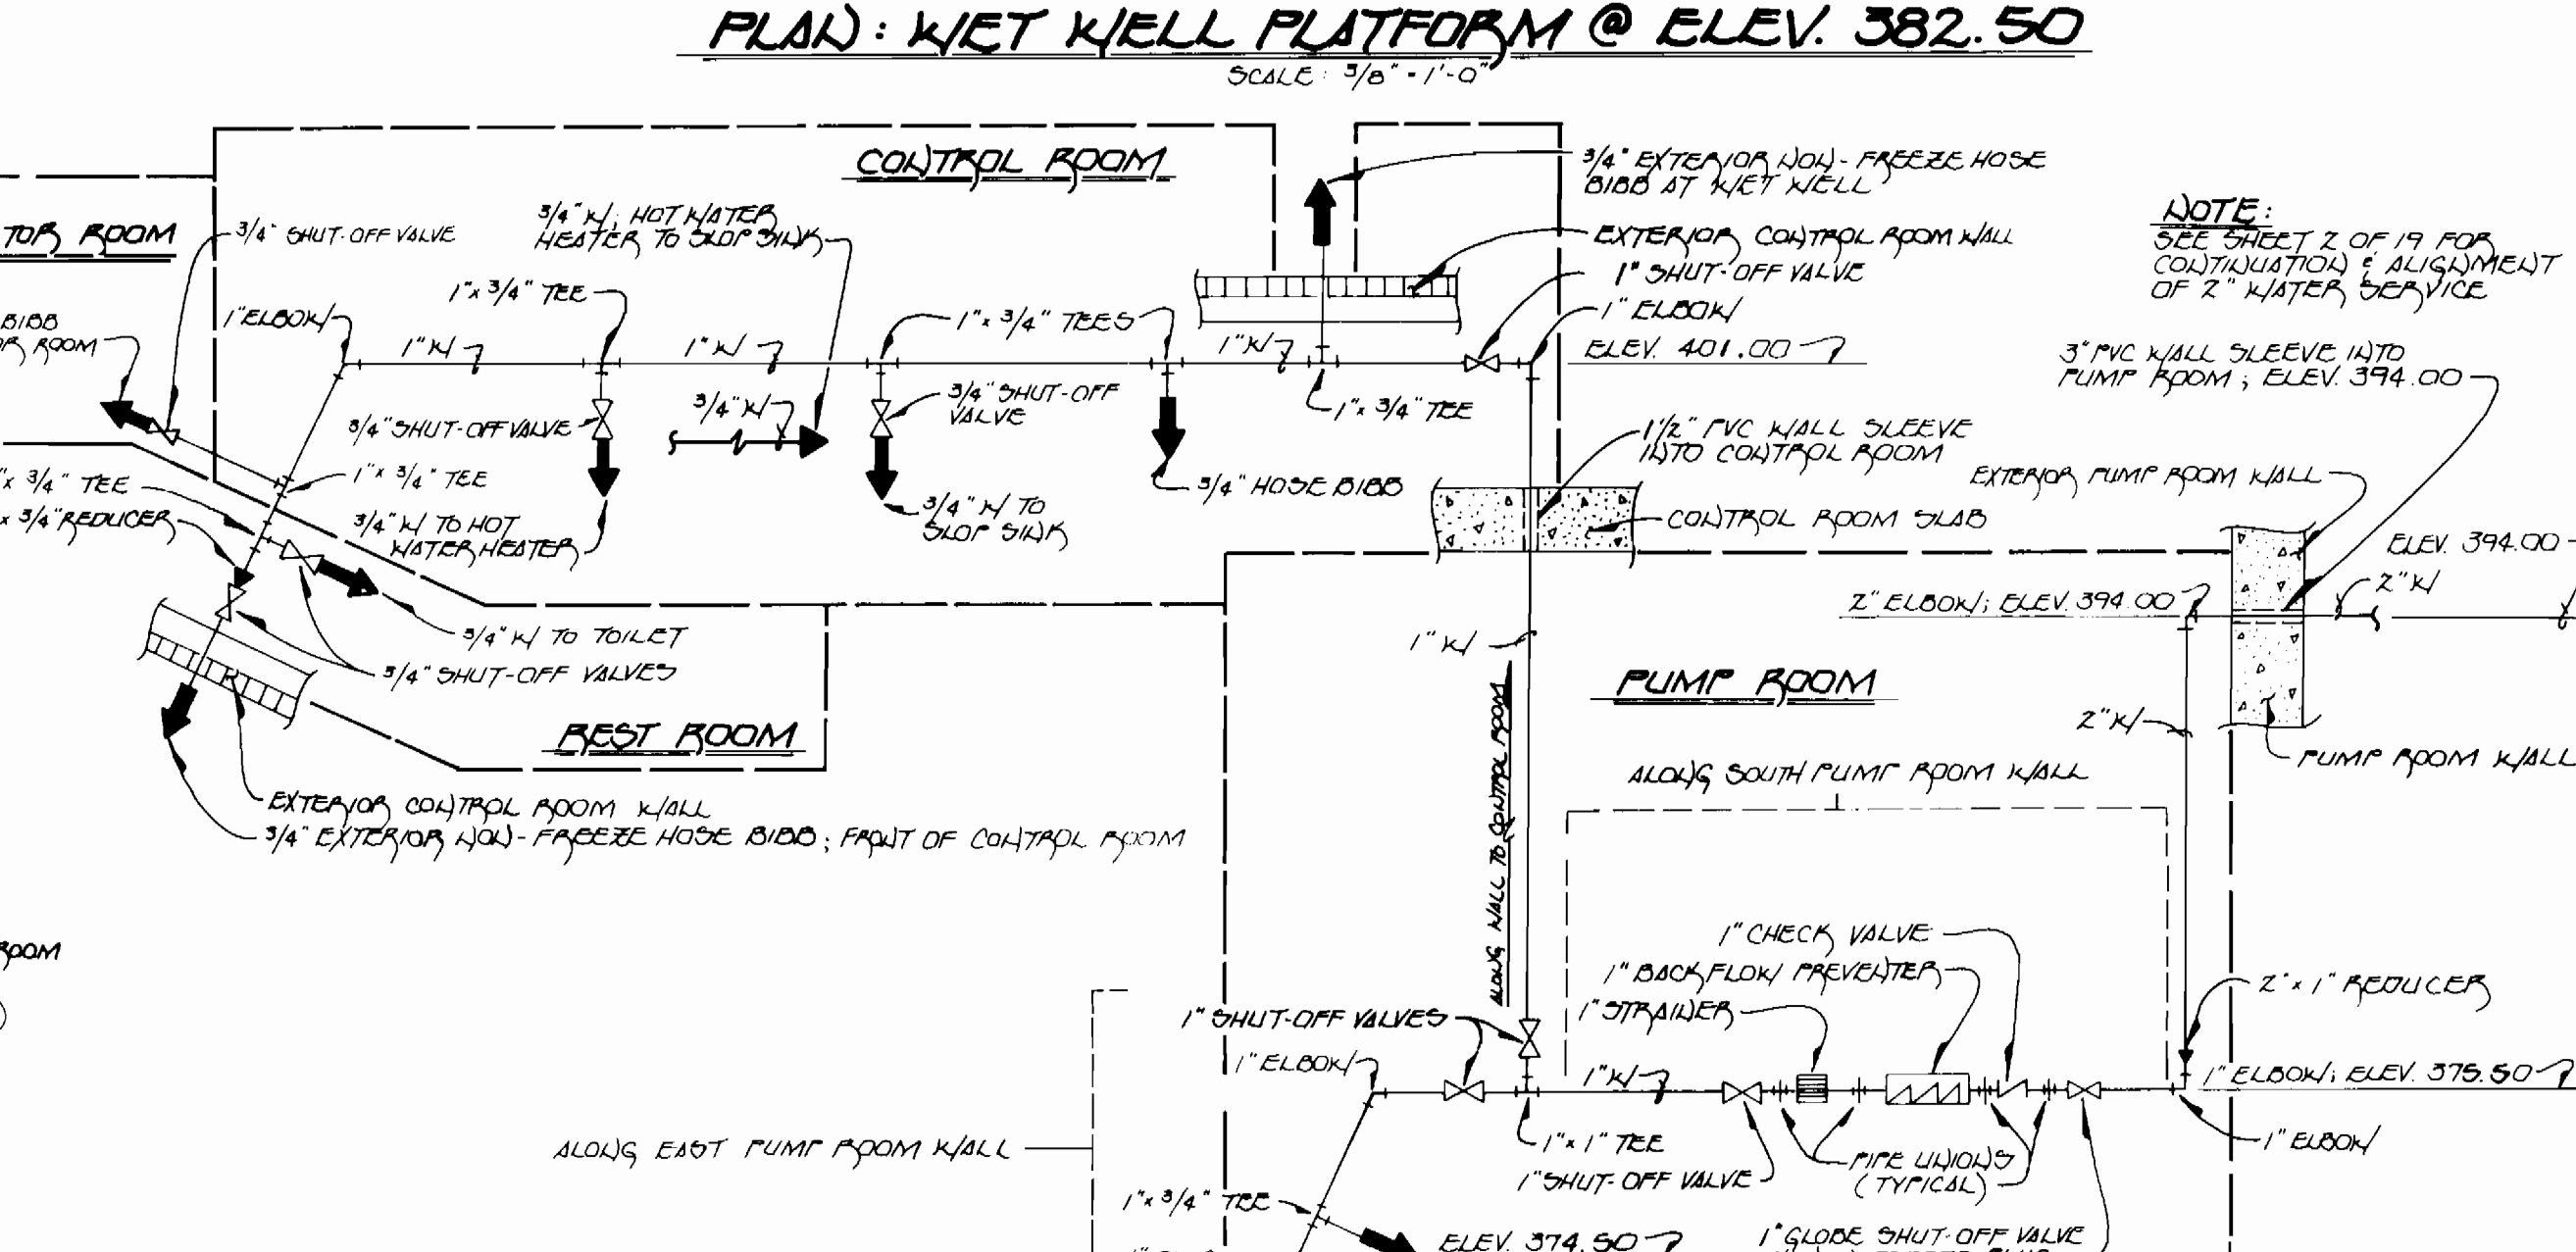 PLAN: WET WELL PLATFORM @ ELEV. 382.50
SCALE: 3/8" = 1'-0"
CONTROL ROOM
3/4" EXTERIOR NON-FREEZE HOSE
BIBB AT WET WELL
TOR ROOM
3/4" SHUT-OFF VALVE
3/4" W; HOT WATER
HEATER TO SLOP SINK
EXTERIOR CONTROL ROOM WALL
1" SHUT-OFF VALVE
NOTE:
SEE SHEET 2 OF 19 FOR
CONTINUATION & ALIGNMENT
OF 2" WATER SERVICE
1" x 3/4" TEE
BIBB
OR ROOM
1" ELBOW
1" W
1" W
1" x 3/4" TEES
1" W
1" ELBOW
ELEV. 401.00
3" PVC WALL SLEEVE INTO
PUMP ROOM; ELEV. 394.00
3/4" SHUT-OFF VALVE
3/4" W
3/4" SHUT-OFF
VALVE
1" x 3/4" TEE
1 1/2" PVC WALL SLEEVE
INTO CONTROL ROOM
EXTERIOR PUMP ROOM WALL
" x 3/4" TEE
1" x 3/4" TEE
x 3/4" REDUCER
3/4" W TO HOT
WATER HEATER
3/4" W TO
SLOP SINK
3/4" HOSE BIBB
CONTROL ROOM SLAB
ELEV. 394.00
2" ELBOW; ELEV. 394.00
2" W
3/4" W TO TOILET
3/4" SHUT-OFF VALVES
1" W
PUMP ROOM
2" W
REST ROOM
PUMP ROOM WALL
ALONG SOUTH PUMP ROOM WALL
ALONG WALL TO CONTROL ROOM
EXTERIOR CONTROL ROOM WALL
3/4" EXTERIOR NON-FREEZE HOSE BIBB; FRONT OF CONTROL ROOM
ROOM
1" CHECK VALVE
1" BACKFLOW PREVENTER
1" STRAINER
2" x 1" REDUCER
1" SHUT-OFF VALVES
1" ELBOW
1" W
1" ELBOW; ELEV. 375.50
ALONG EAST PUMP ROOM WALL
1" x 1" TEE
1" SHUT-OFF VALVE
PIPE UNIONS
(TYPICAL)
1" ELBOW
1" x 3/4" TEE
ELEV. 374.50
1" GLOBE SHUT-OFF VALVE